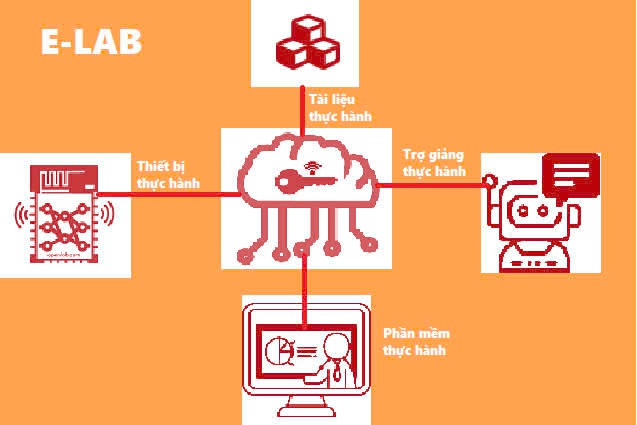 E-LAB
Tài liệu
thực hành
Thiết bị
thực hành
Trợ giảng
thực hành
Phần mềm
thực hành